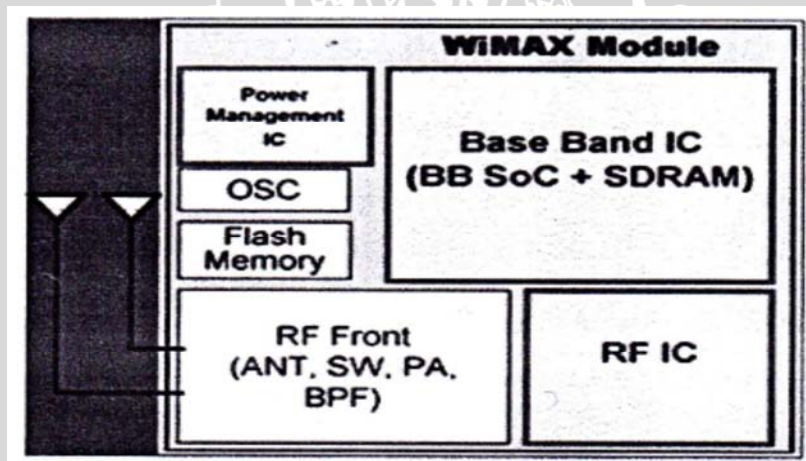 WiMAX Module
Power
Management
IC
Base Band IC
(BB SoC + SDRAM)
OSC
Flash
Memory
RF Front
(ANT, SW, PA,
BPF)
RF IC